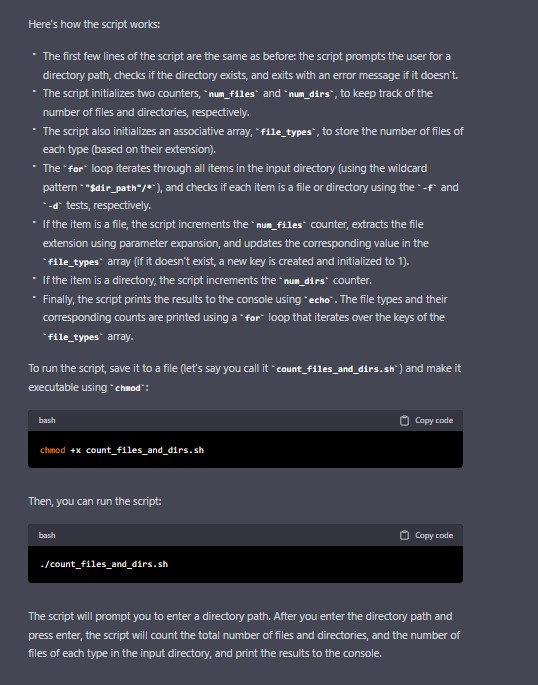 Here's how the script works:
• The first few lines of the script are the same as before: the script prompts the user for a
directory path, checks if the directory exists, and exits with an error message if it doesn't.
• The script initializes two counters, `num_files` and `num_dirs`, to keep track of the
number of files and directories, respectively.
• The script also initializes an associative array, `file_types`, to store the number of files of
each type (based on their extension).
• The `for` loop iterates through all items in the input directory (using the wildcard
pattern `"$dir_path"/*`), and checks if each item is a file or directory using the `-f` and
`-d` tests, respectively.
• If the item is a file, the script increments the `num_files` counter, extracts the file
extension using parameter expansion, and updates the corresponding value in the
`file_types` array (if it doesn't exist, a new key is created and initialized to 1).
• If the item is a directory, the script increments the `num_dirs` counter.
• Finally, the script prints the results to the console using `echo`. The file types and their
corresponding counts are printed using a `for` loop that iterates over the keys of the
`file_types` array.
To run the script, save it to a file (let's say you call it `count_files_and_dirs.sh`) and make it
executable using `chmod`:
bash Copy code
chmod +x count_files_and_dirs.sh
Then, you can run the script:
bash Copy code
./count_files_and_dirs.sh
The script will prompt you to enter a directory path. After you enter the directory path and
press enter, the script will count the total number of files and directories, and the number of
files of each type in the input directory, and print the results to the console.